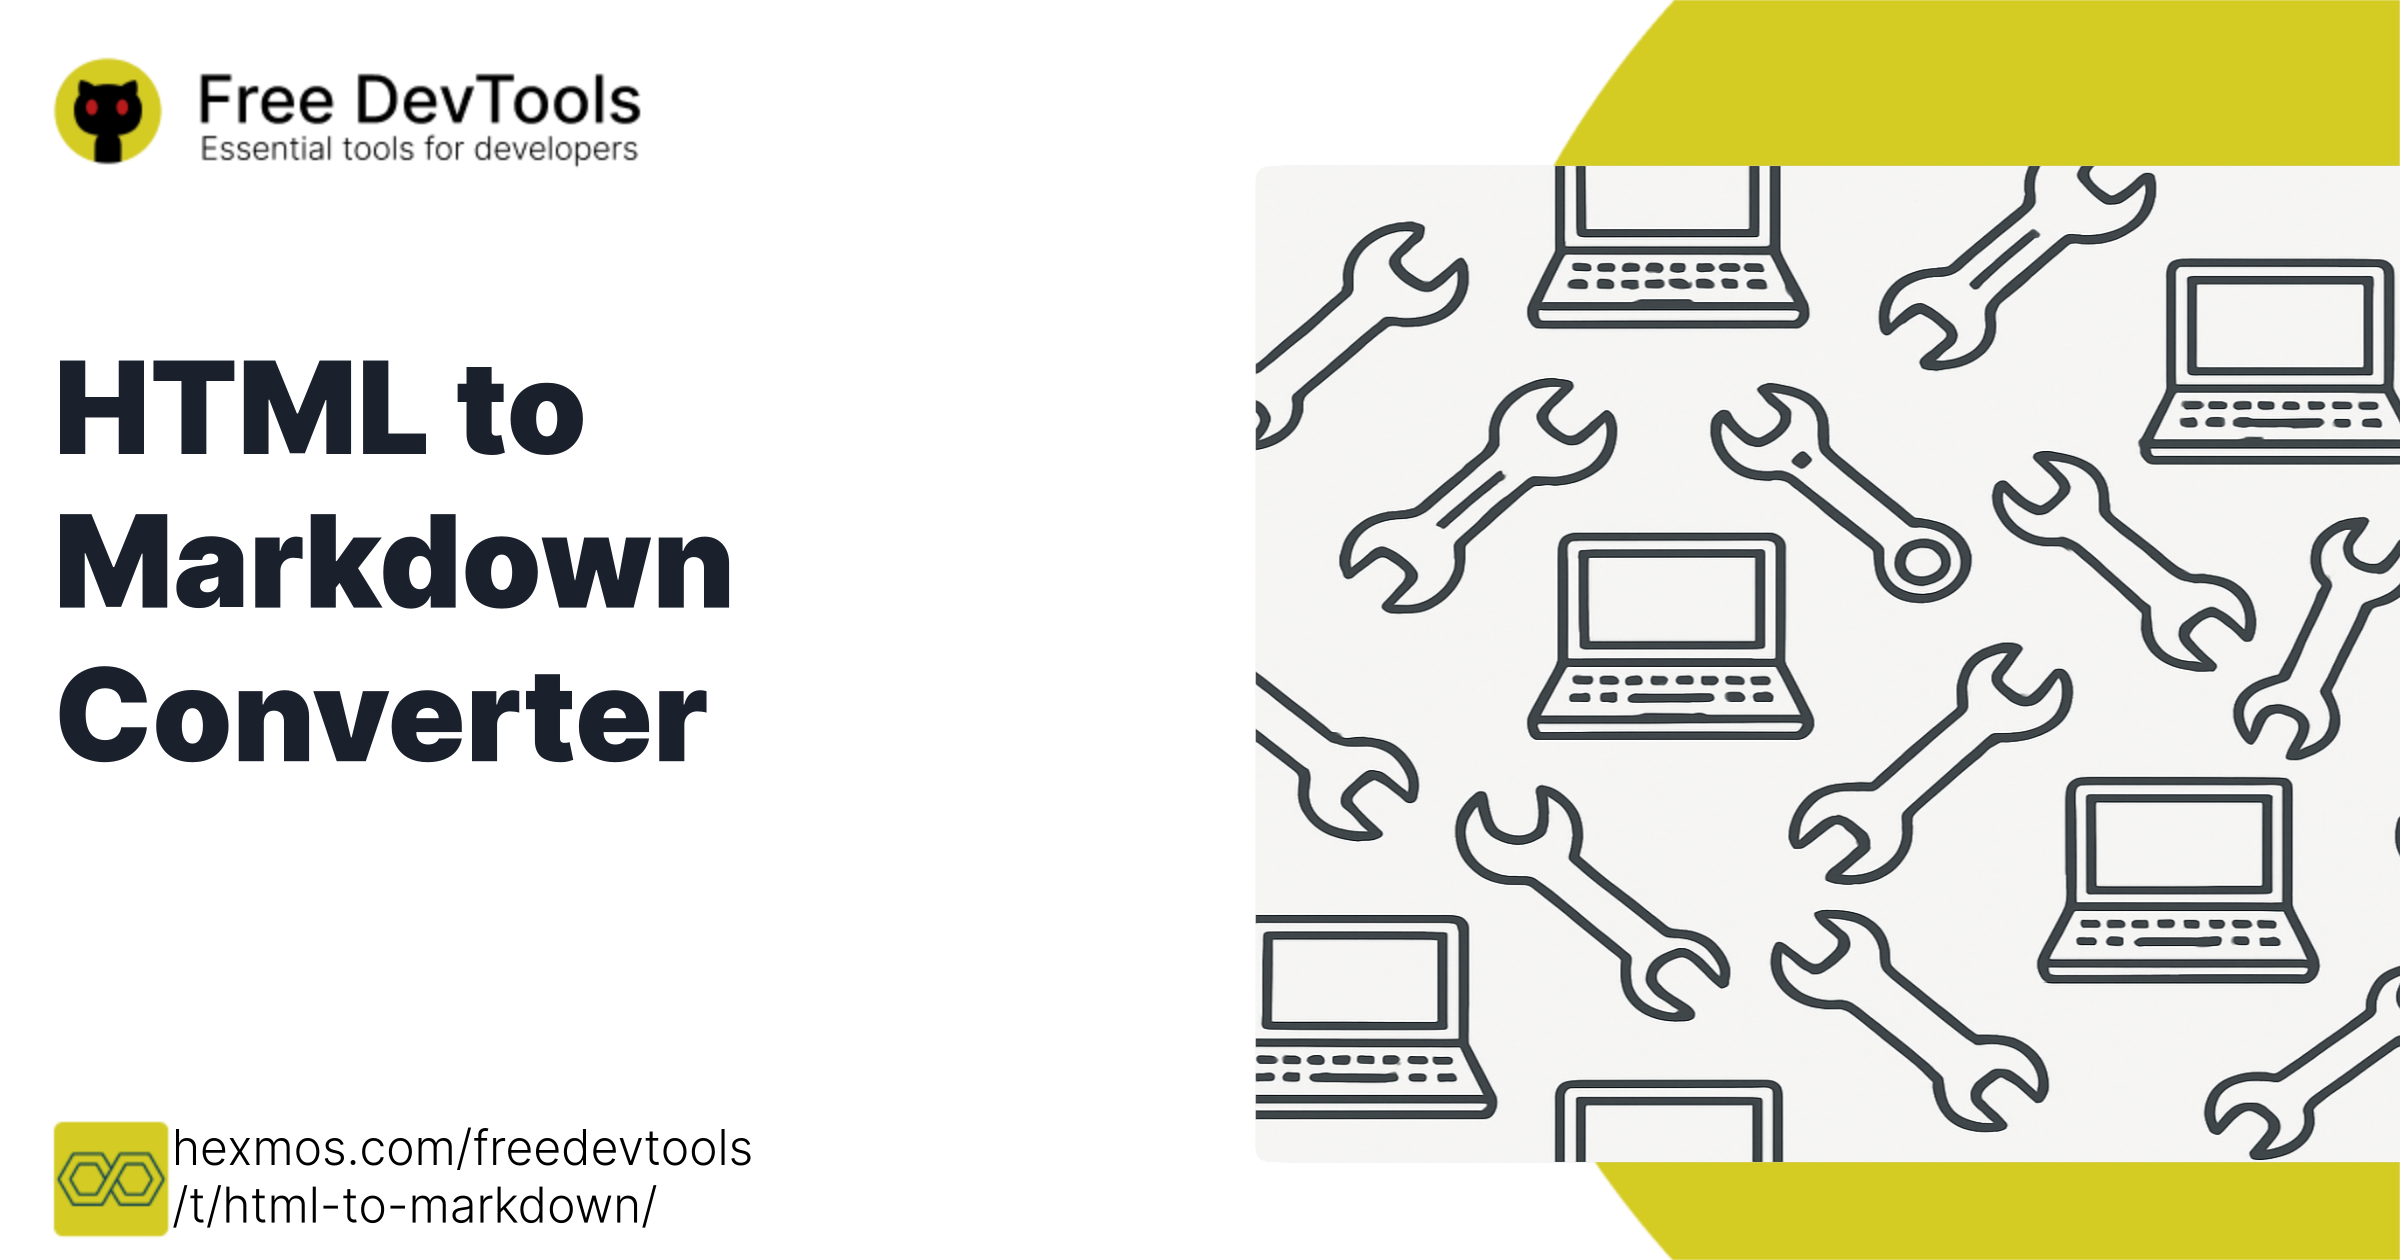 Free DevTools
Essential tools for developers
HTML to
Markdown
Converter
hexmos.com/freedevtools
/t/html-to-markdown/